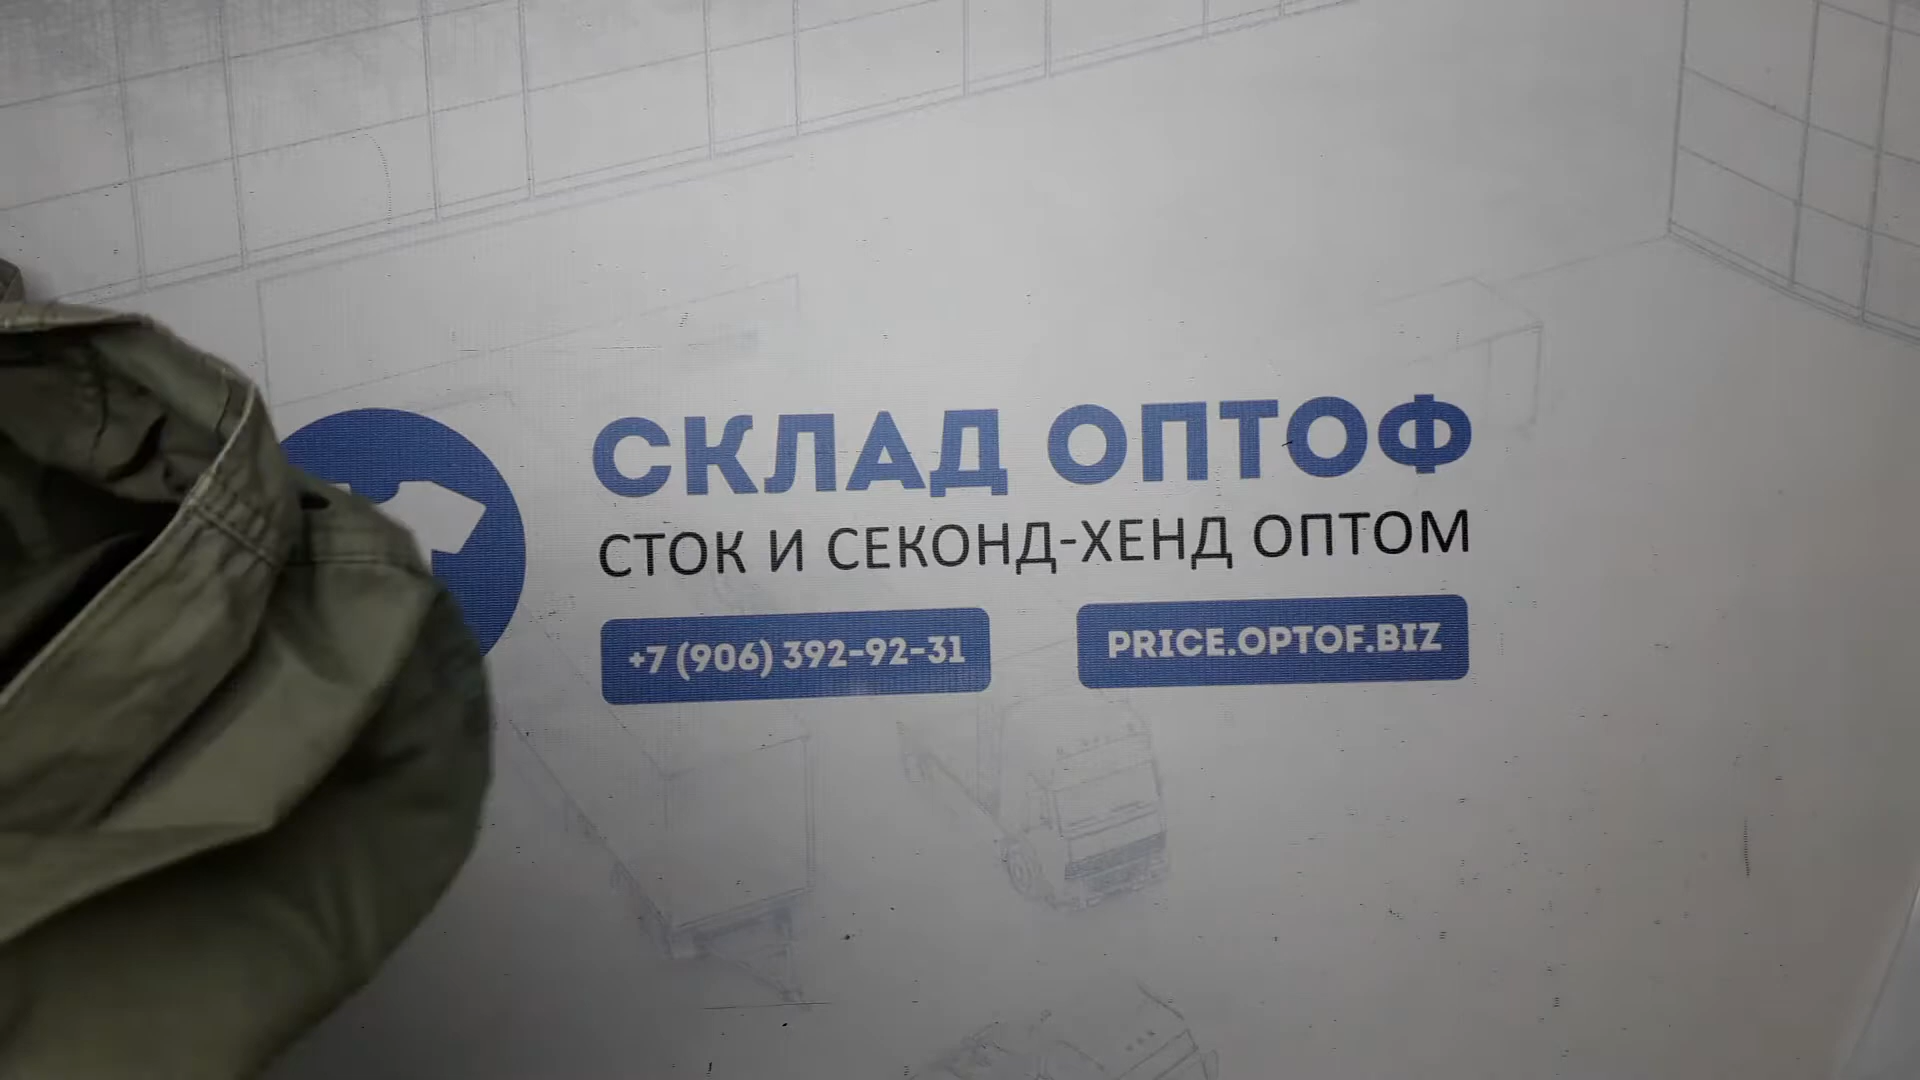 СКЛАД ОПТОФ
СТОК И СЕКОНД-ХЕНД ОПТОМ
+7 (906) 392-92-31
PRICE.OPTOF.BIZ